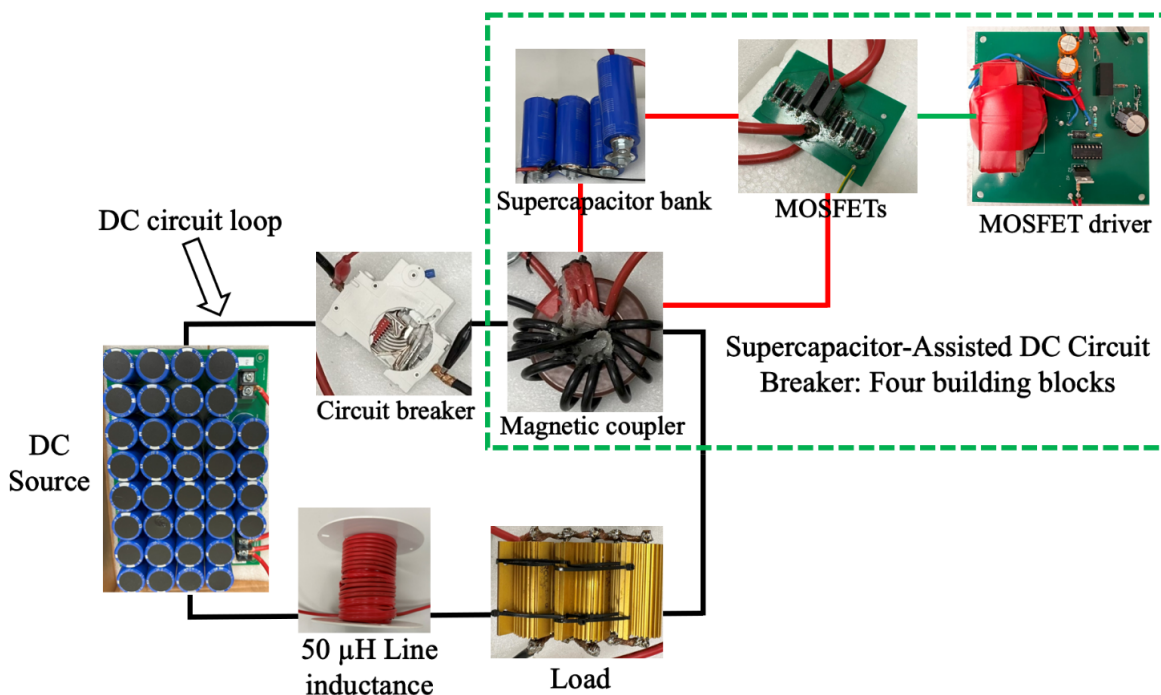 Supercapacitor bank
MOSFETs
MOSFET driver
DC circuit loop
Circuit breaker
Magnetic coupler
Supercapacitor-Assisted DC Circuit
Breaker: Four building blocks
DC
Source
50 µH Line
inductance
Load